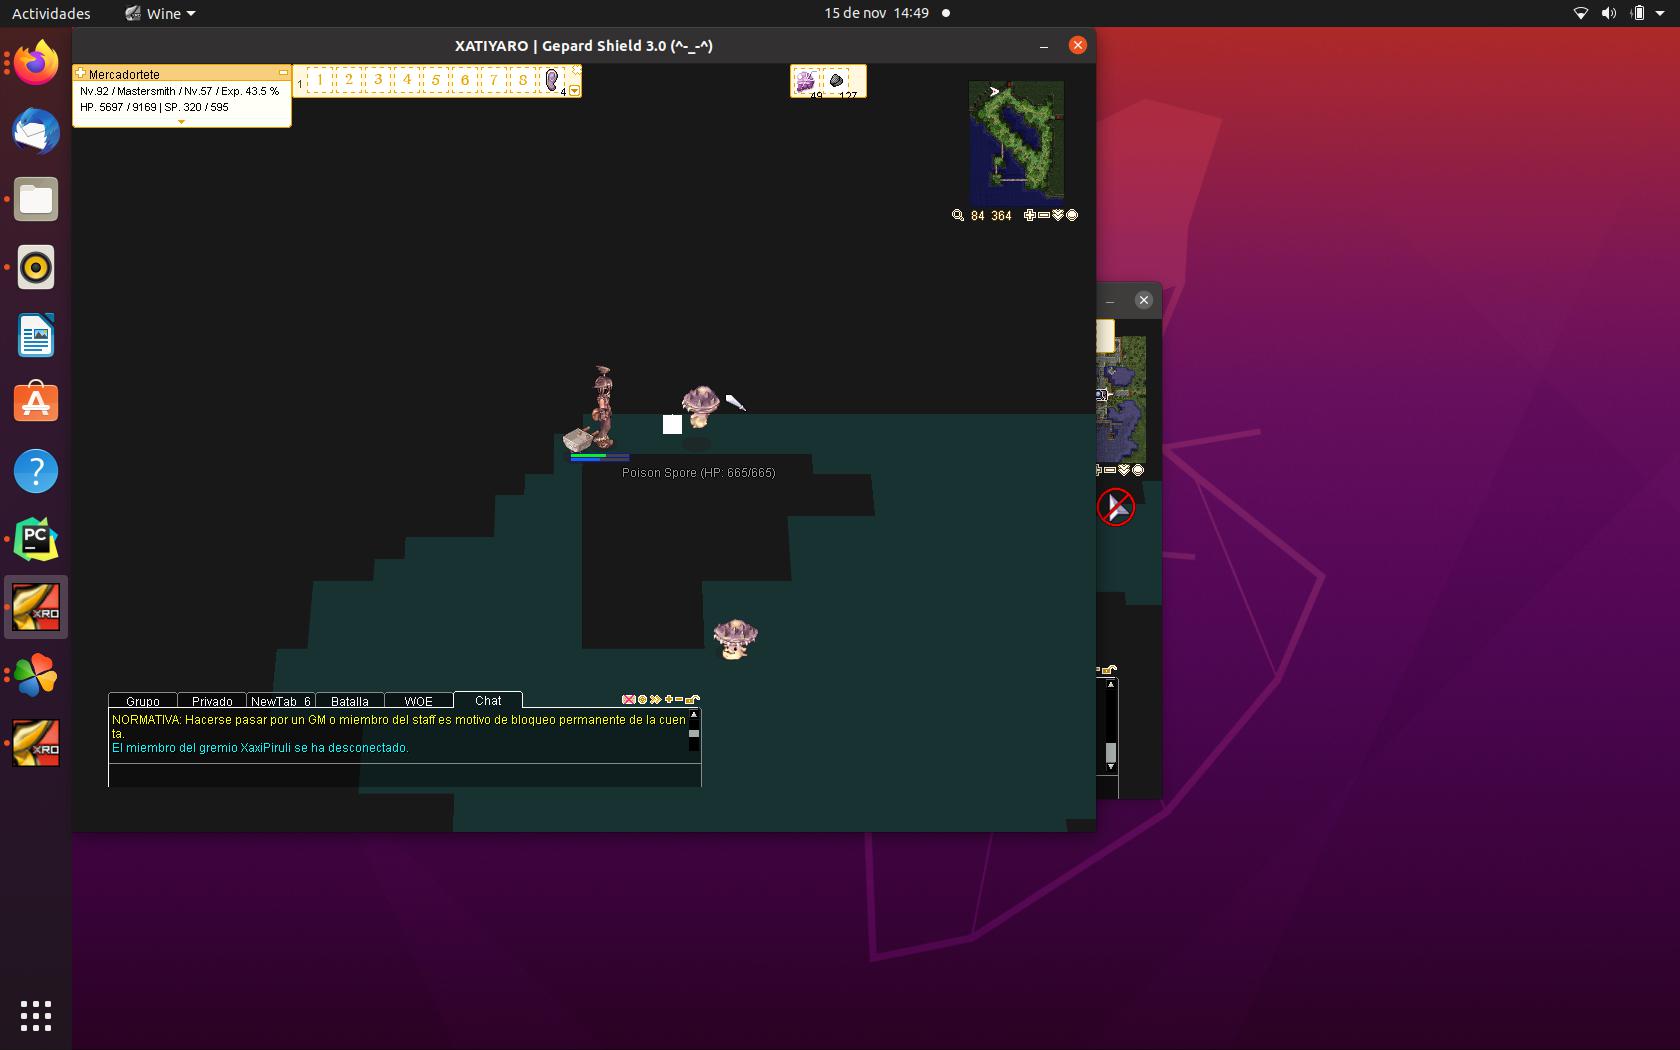 Actividades
Wine
15 de nov 14:49
XATIYARO | Gepard Shield 3.0 (^-_-^)
Mercadortete
Nv.92 / Mastersmith / Nv.57 / Exp. 43.5 %
HP. 5697 / 9169 | SP. 320 / 595
1 1 2 3 4 5 6 7 8 4
49 127
84 364
Poison Spore (HP: 665/665)
PC
XRO
XRO
Grupo Privado NewTab_6 Batalla WOE Chat
NORMATIVA: Hacerse pasar por un GM o miembro del staff es motivo de bloqueo permanente de la cuen
ta.
El miembro del gremio XaxiPiruli se ha desconectado.